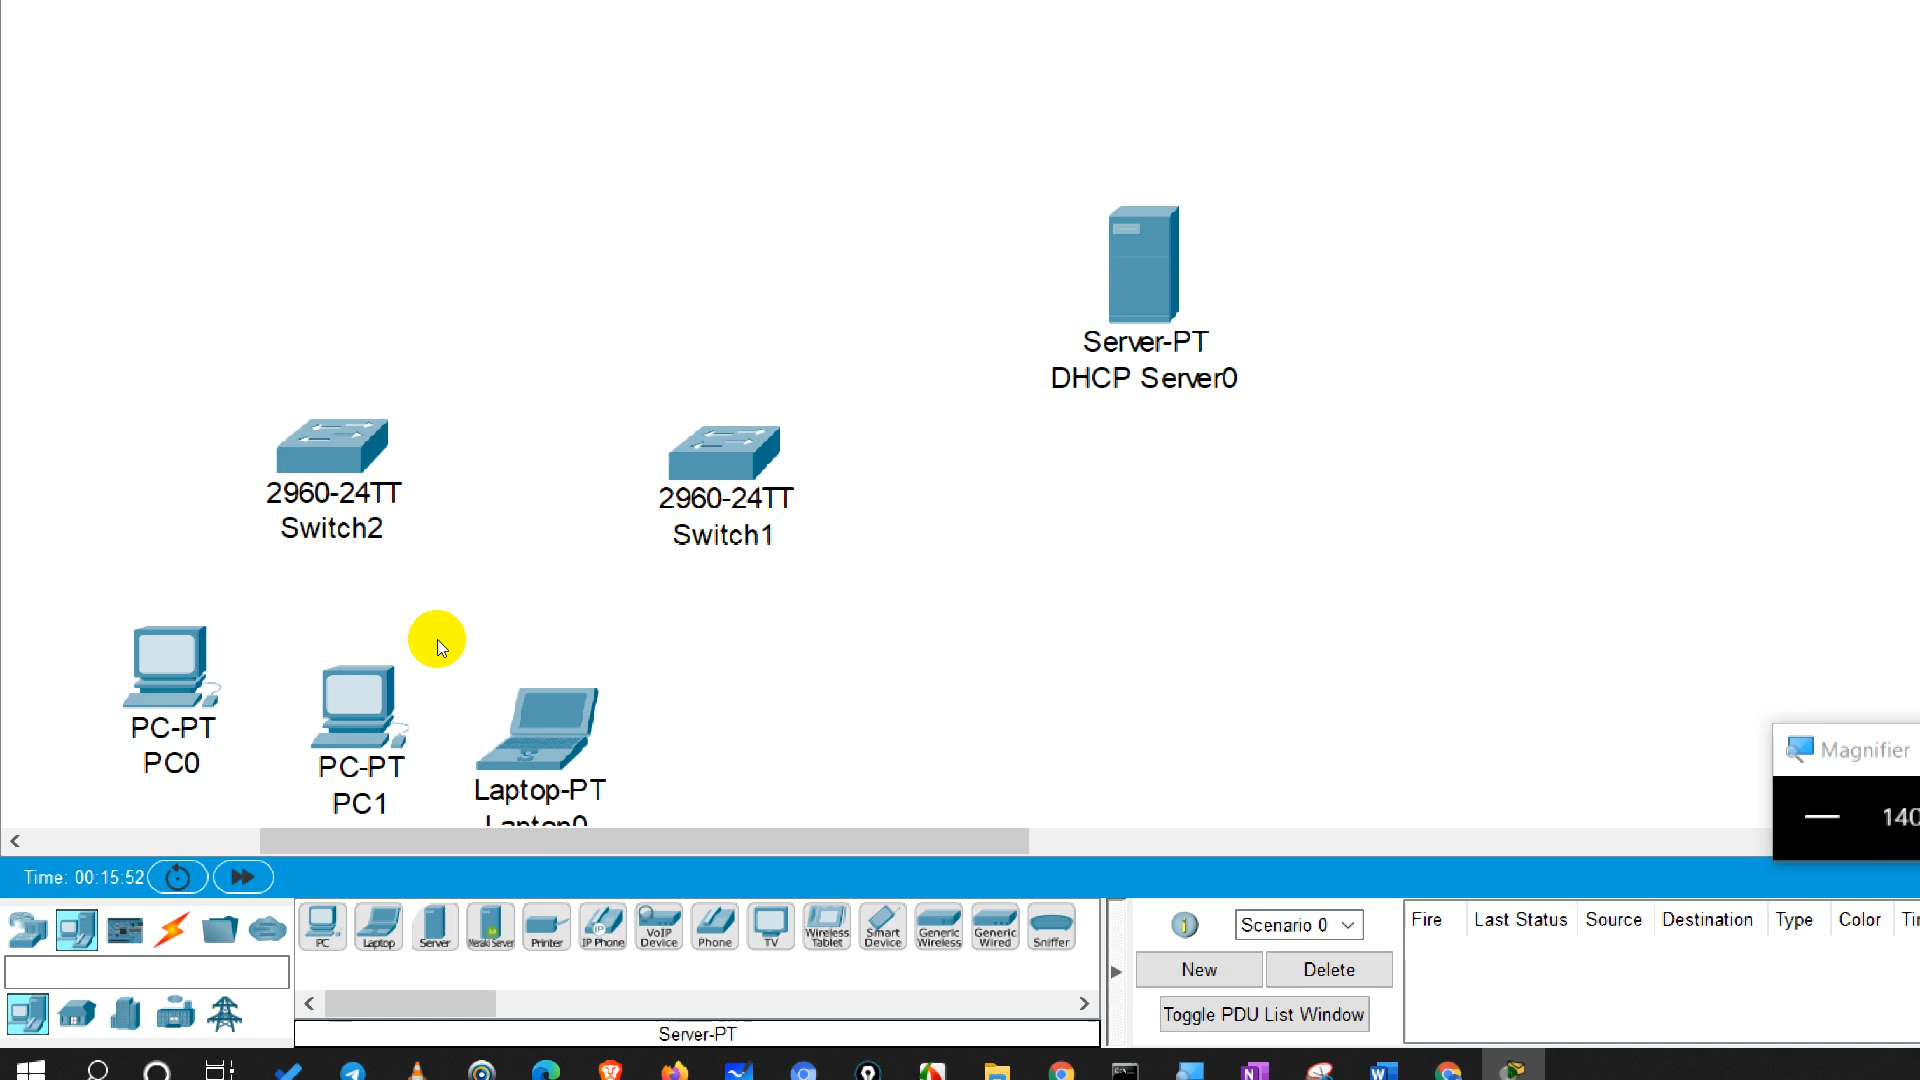 Server-PT
DHCP Server0
2960-24TT
Switch2
2960-24TT
Switch1
PC-PT
PC0
PC-PT
PC1
Laptop-PT
Laptop0
Magnifier
140
Time: 00:15:52
PC
Laptop
Server
Meraki Server
Printer
IP Phone
VoIP Device
Phone
TV
Wireless Tablet
Smart Device
Generic Wireless
Generic Wired
Sniffer
Server-PT
Scenario 0
New
Delete
Toggle PDU List Window
Fire
Last Status
Source
Destination
Type
Color